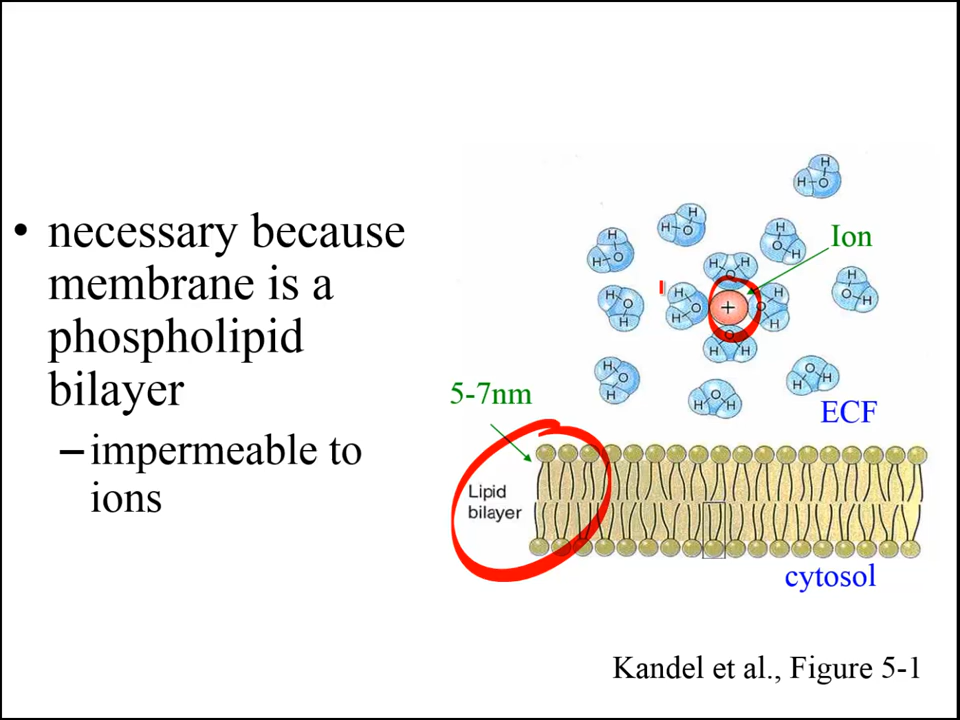 • necessary because
membrane is a
phospholipid
bilayer
– impermeable to
ions
Ion
H H O
H H O
H H O
H H O
H H O
H H O
H H O
H H O
H H O
H H O
H H O
H H O
+
5-7nm
ECF
Lipid
bilayer
cytosol
Kandel et al., Figure 5-1